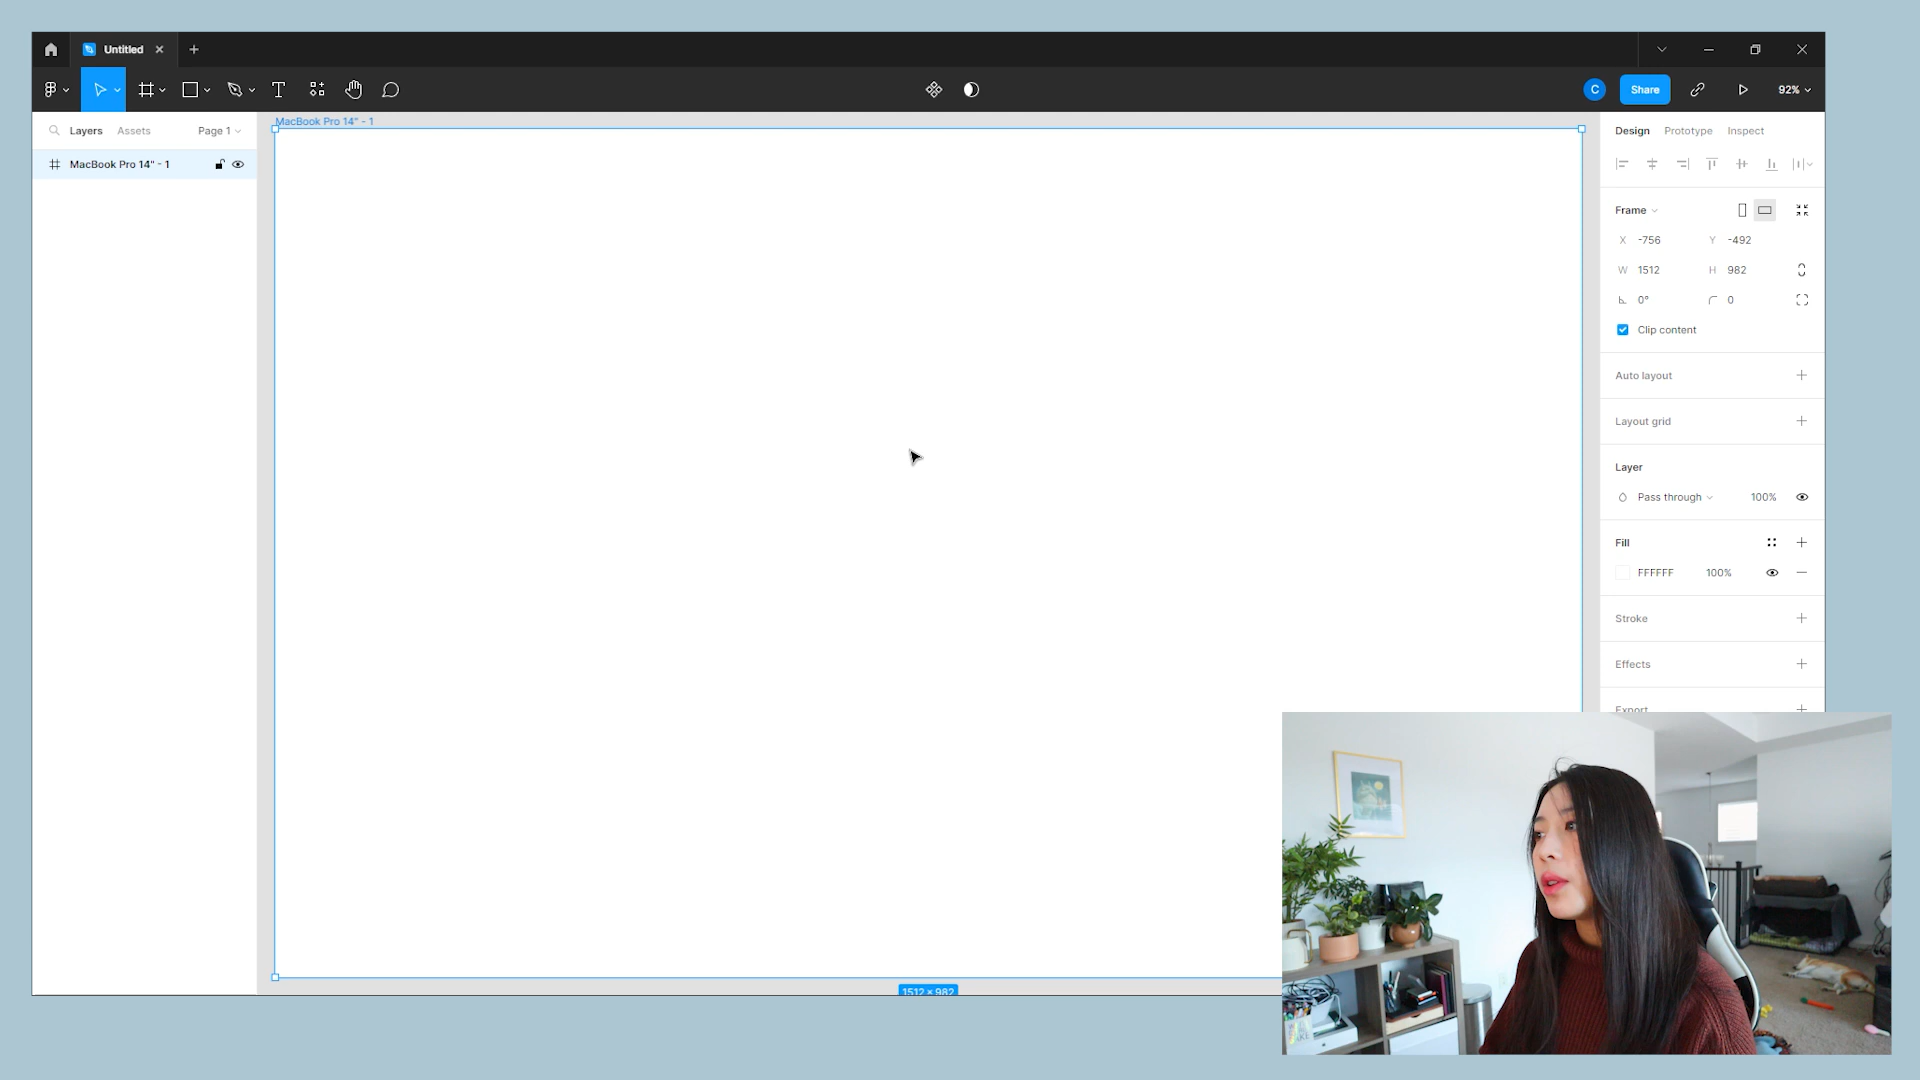 Untitled
C
Share
92%
Layers
Assets
Page 1
MacBook Pro 14" - 1
MacBook Pro 14" - 1
1512 × 982
Design
Prototype
Inspect
Frame
X -756
Y -492
W 1512
H 982
0°
0
Clip content
Auto layout
Layout grid
Layer
Pass through
100%
Fill
FFFFFF
100%
Stroke
Effects
Export